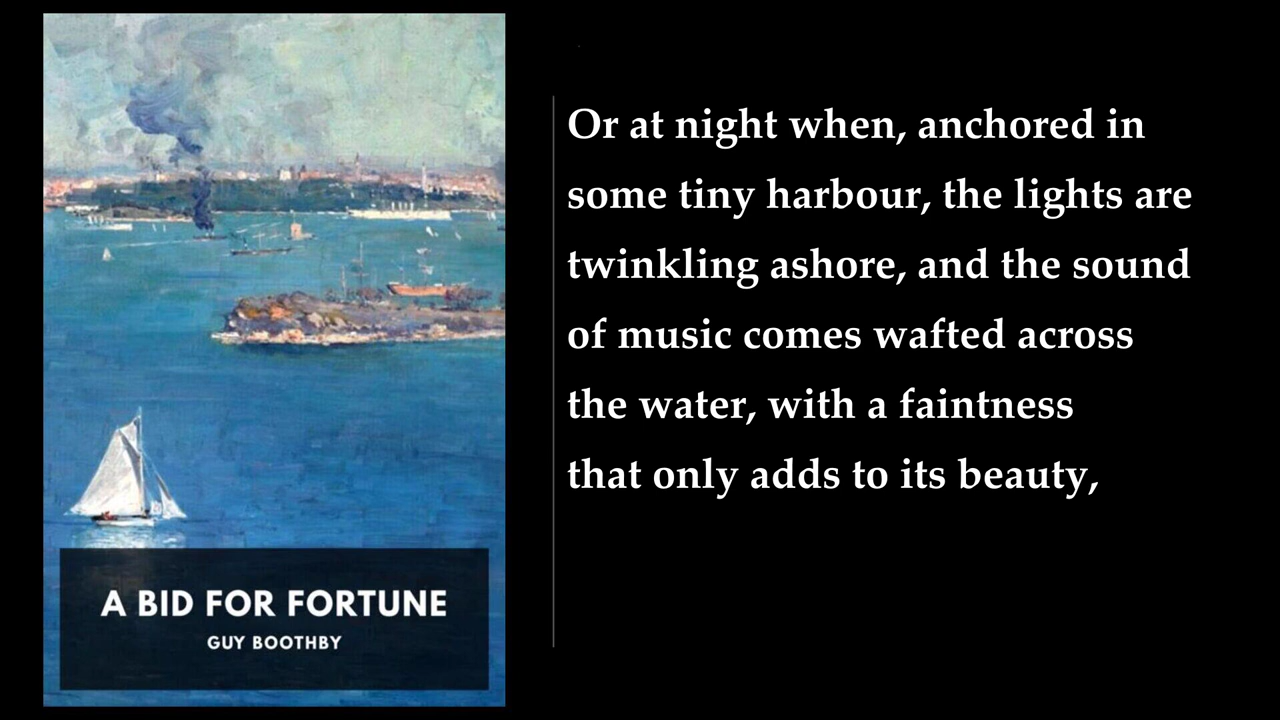 Or at night when, anchored in
some tiny harbour, the lights are
twinkling ashore, and the sound
of music comes wafted across
the water, with a faintness
that only adds to its beauty,
A BID FOR FORTUNE
GUY BOOTHBY